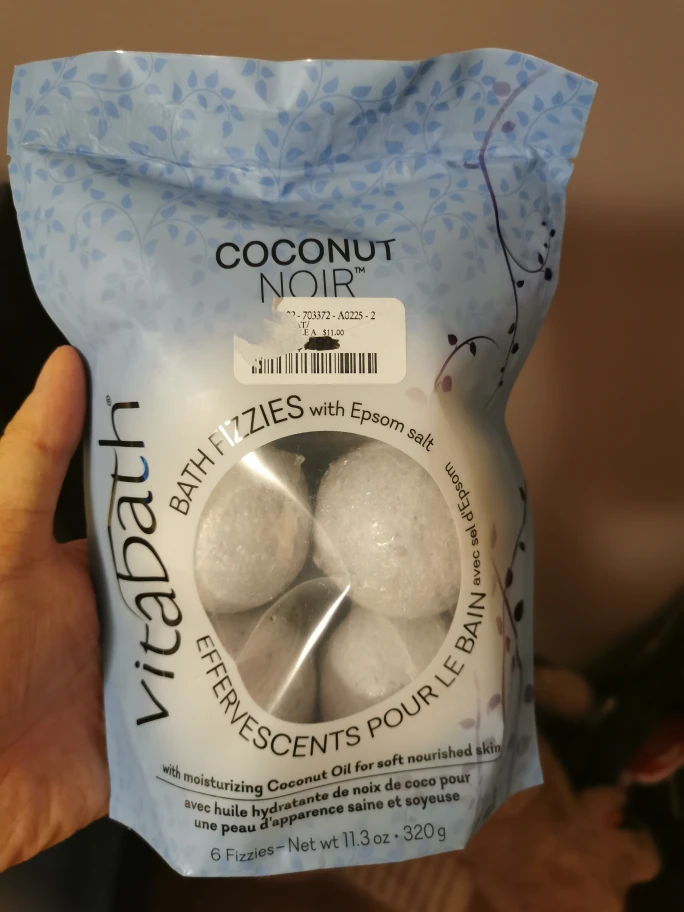 COCONUT
NOIR™
703372 - A0225 - 2
$11.00
vitabath®
BATH FIZZIES with Epsom salt
EFFERVESCENTS POUR LE BAIN avec sel d'Epsom
with moisturizing Coconut Oil for soft nourished skin
avec huile hydratante de noix de coco pour
une peau d'apparence saine et soyeuse
6 Fizzies – Net wt 11.3 oz • 320 g